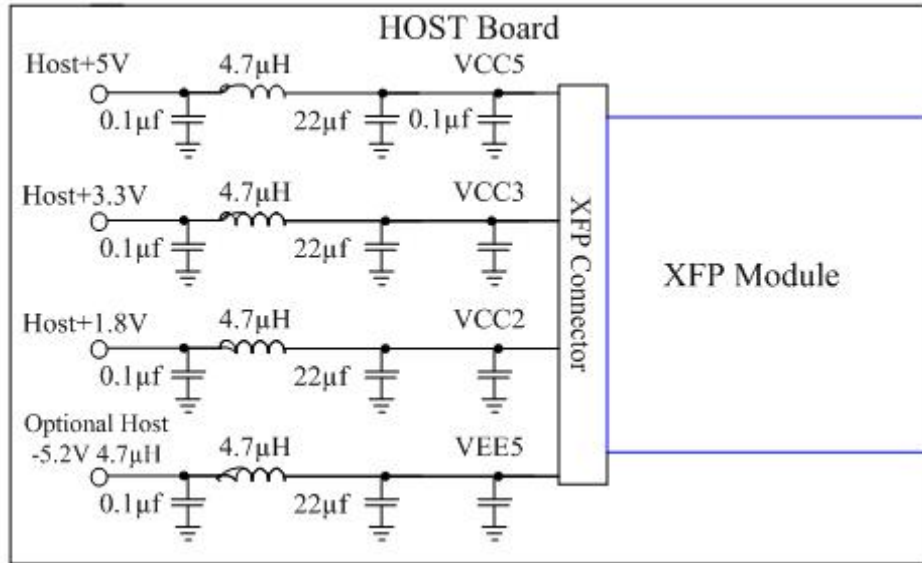 HOST Board
Host+5V
4.7µH
VCC5
0.1µf
22µf
0.1µf
Host+3.3V
4.7µH
VCC3
0.1µf
22µf
Host+1.8V
4.7µH
VCC2
0.1µf
22µf
Optional Host
-5.2V 4.7µH
4.7µH
VEE5
0.1µf
22µf
XFP Connector
XFP Module